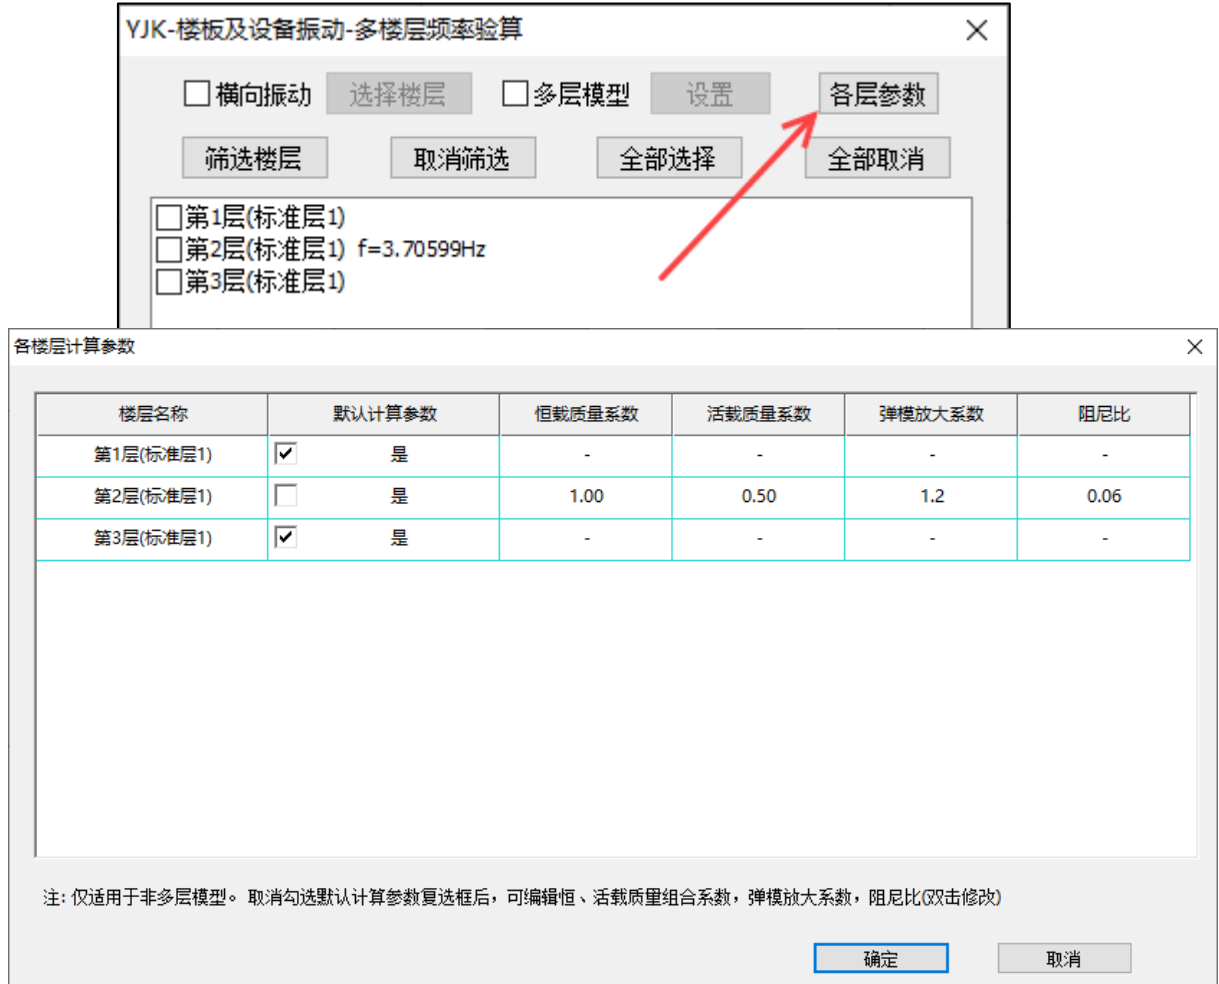 YJK-楼板及设备振动-多楼层频率验算
横向振动 选择楼层 多层模型 设置 各层参数
筛选楼层 取消筛选 全部选择 全部取消
第1层(标准层1)
第2层(标准层1) f=3.70599Hz
第3层(标准层1)
各楼层计算参数
楼层名称 默认计算参数 恒载质量系数 活载质量系数 弹模放大系数 阻尼比
第1层(标准层1) 是 - - - -
第2层(标准层1) 是 1.00 0.50 1.2 0.06
第3层(标准层1) 是 - - - -
注: 仅适用于非多层模型。取消勾选默认计算参数复选框后，可编辑恒、活载质量组合系数，弹模放大系数，阻尼比(双击修改)
确定 取消